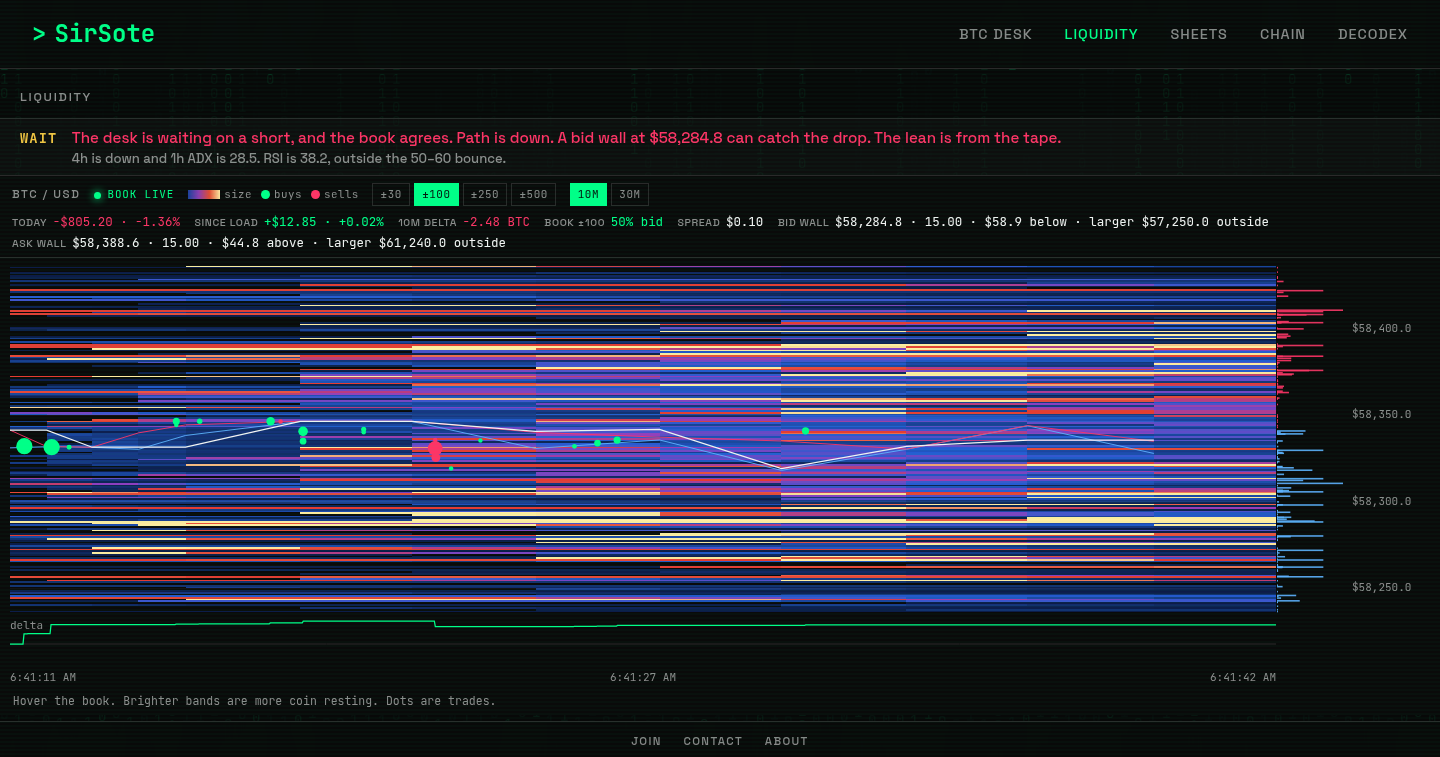 > SirSote
BTC DESK LIQUIDITY SHEETS CHAIN DECODEX
LIQUIDITY
WAIT The desk is waiting on a short, and the book agrees. Path is down. A bid wall at $58,284.8 can catch the drop. The lean is from the tape.
4h is down and 1h ADX is 28.5. RSI is 38.2, outside the 50–60 bounce.
BTC / USD BOOK LIVE size buys sells ±30 ±100 ±250 ±500 10M 30M
TODAY -$805.20 · -1.36% SINCE LOAD +$12.85 · +0.02% 10M DELTA -2.48 BTC BOOK ±100 50% bid SPREAD $0.10 BID WALL $58,284.8 · 15.00 · $58.9 below · larger $57,250.0 outside
ASK WALL $58,388.6 · 15.00 · $44.8 above · larger $61,240.0 outside
$58,400.0
$58,350.0
$58,300.0
$58,250.0
delta
6:41:11 AM 6:41:27 AM 6:41:42 AM
Hover the book. Brighter bands are more coin resting. Dots are trades.
JOIN CONTACT ABOUT